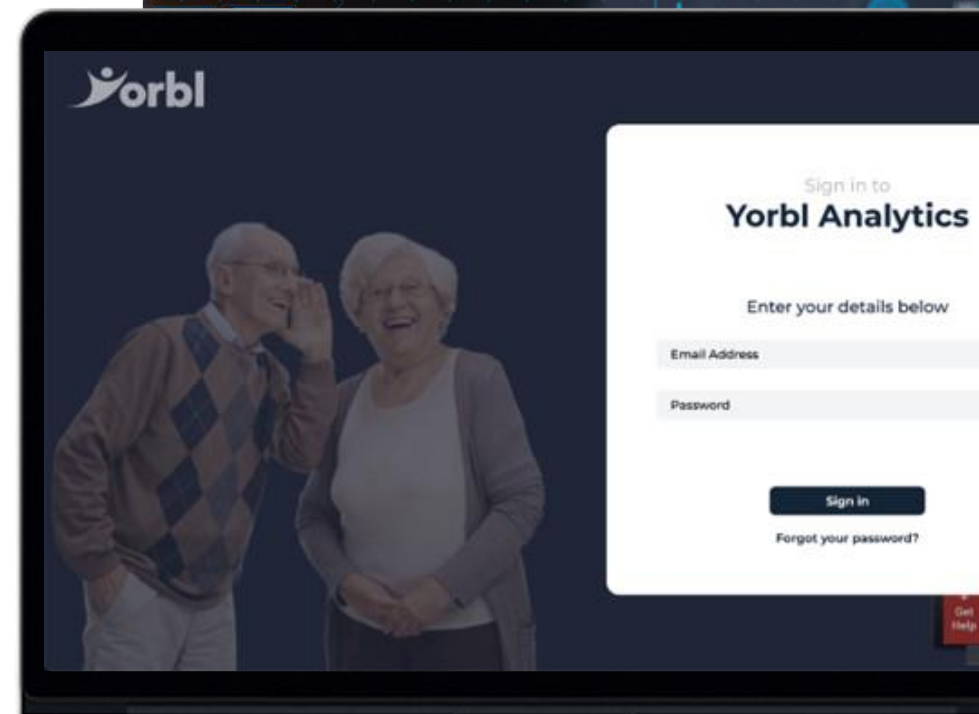 Yorbl
Sign in to
Yorbl Analytics
Enter your details below
Email Address
Password
Sign in
Forgot your password?
Get
Help